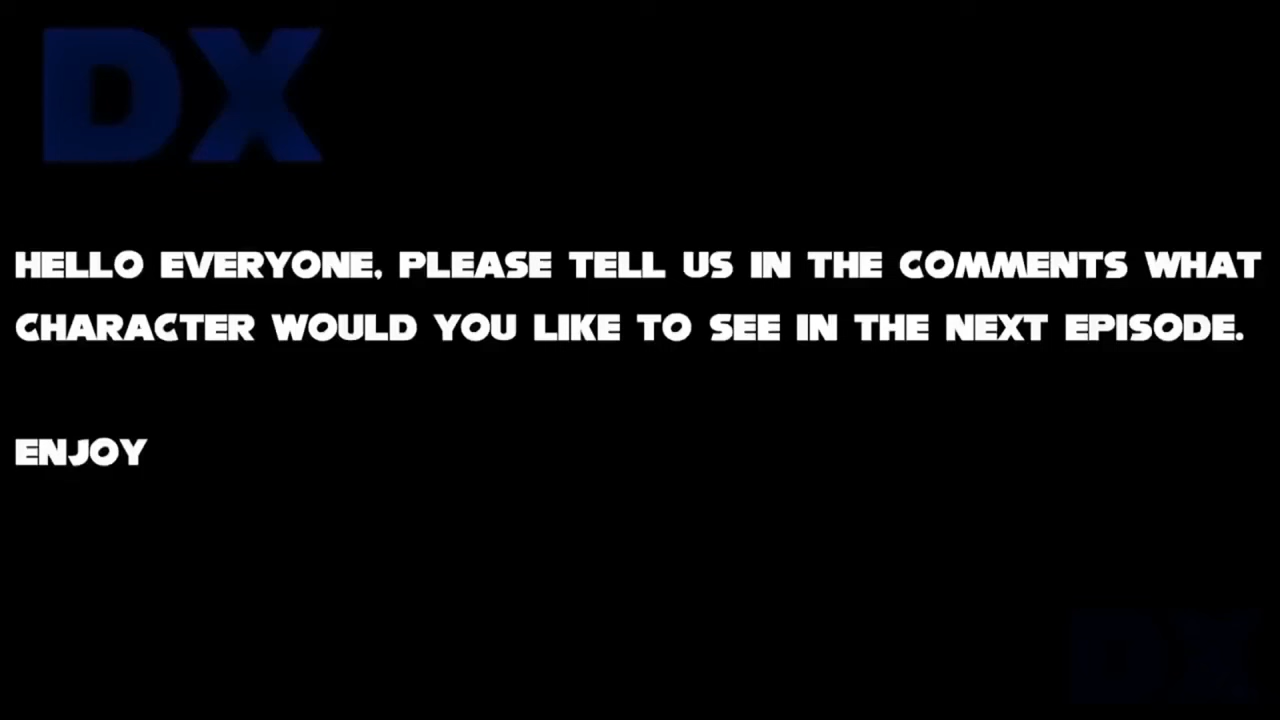 DX
HELLO EVERYONE, PLEASE TELL US IN THE COMMENTS WHAT
CHARACTER WOULD YOU LIKE TO SEE IN THE NEXT EPISODE.
ENJOY
DX